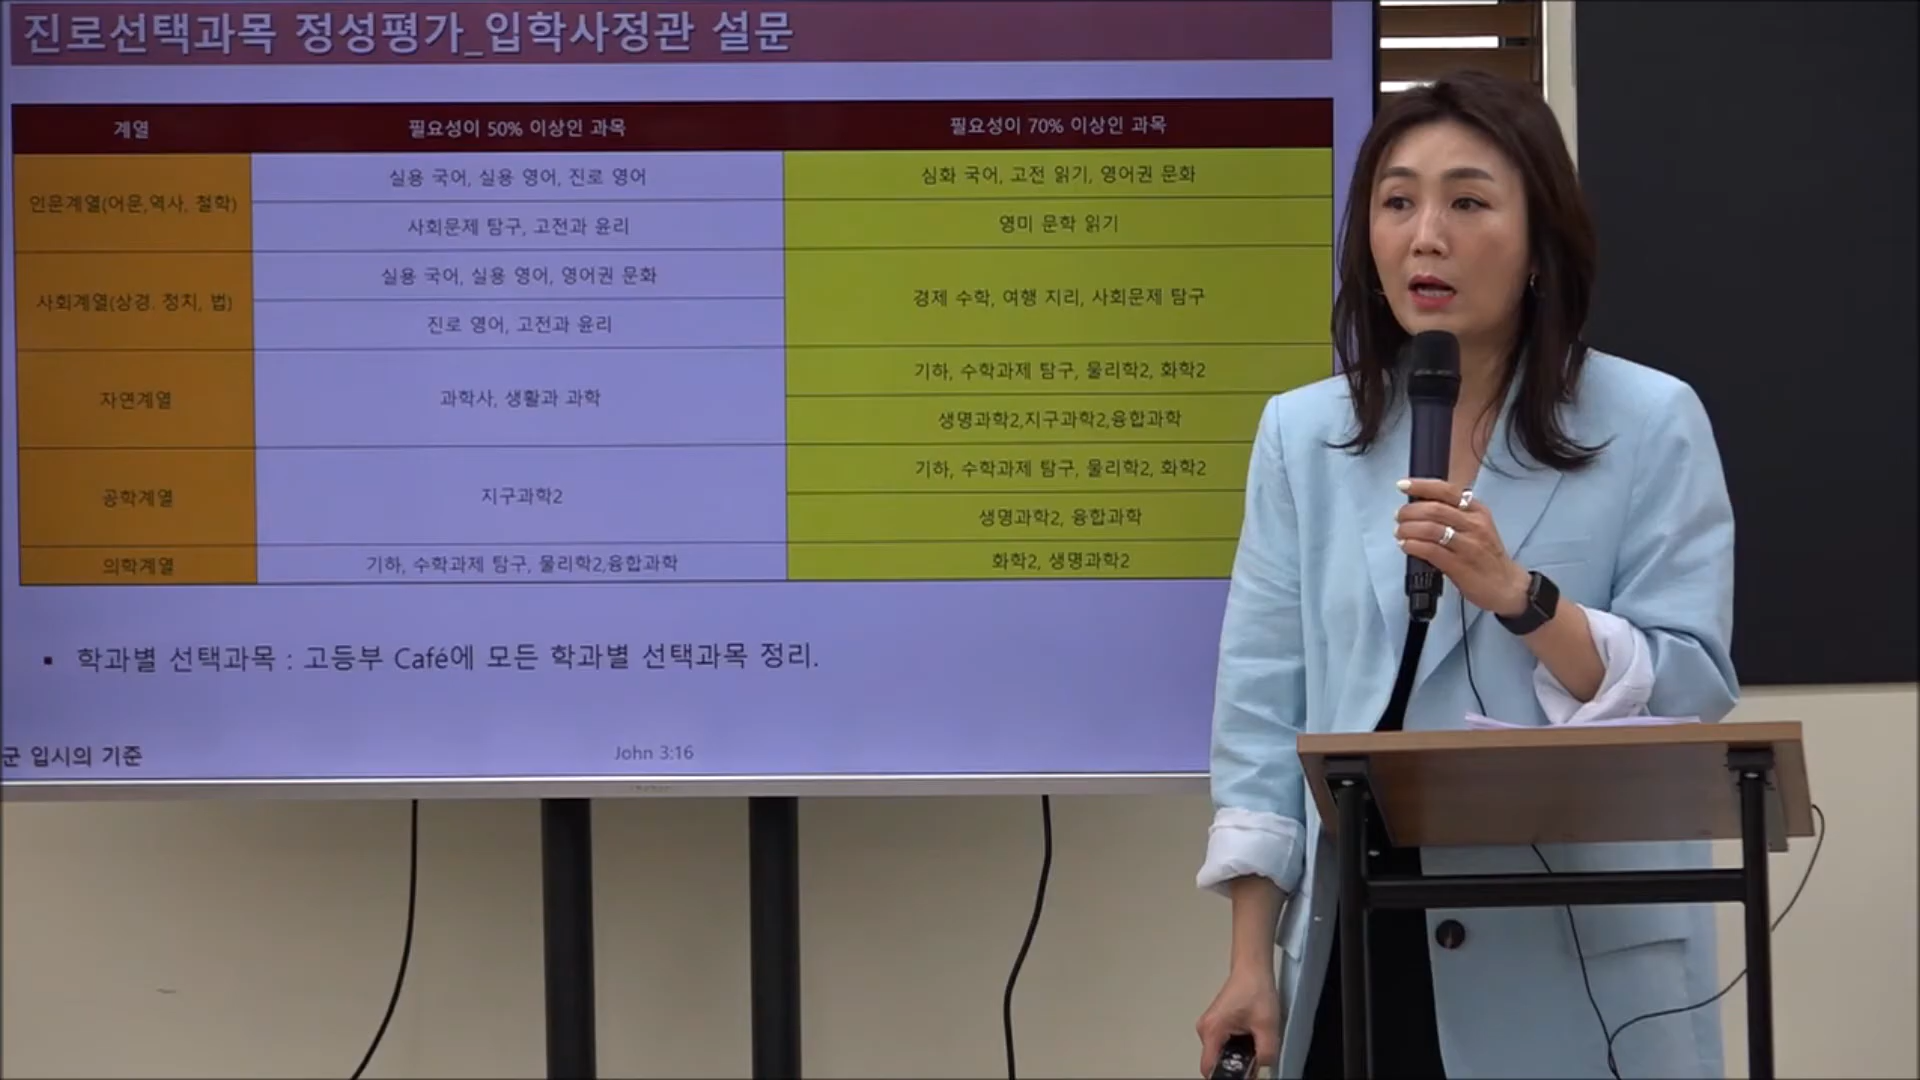 진로선택과목 정성평가_입학사정관 설문
계열 필요성이 50% 이상인 과목 필요성이 70% 이상인 과목
인문계열(어문,역사, 철학)
실용 국어, 실용 영어, 진로 영어
심화 국어, 고전 읽기, 영어권 문화
사회문제 탐구, 고전과 윤리
영미 문학 읽기
사회계열(상경, 정치, 법)
실용 국어, 실용 영어, 영어권 문화
진로 영어, 고전과 윤리
경제 수학, 여행 지리, 사회문제 탐구
자연계열
과학사, 생활과 과학
기하, 수학과제 탐구, 물리학2, 화학2
생명과학2,지구과학2,융합과학
공학계열
지구과학2
기하, 수학과제 탐구, 물리학2, 화학2
생명과학2, 융합과학
의학계열
기하, 수학과제 탐구, 물리학2,융합과학
화학2, 생명과학2
▪ 학과별 선택과목 : 고등부 Café에 모든 학과별 선택과목 정리.
군 입시의 기준
John 3:16